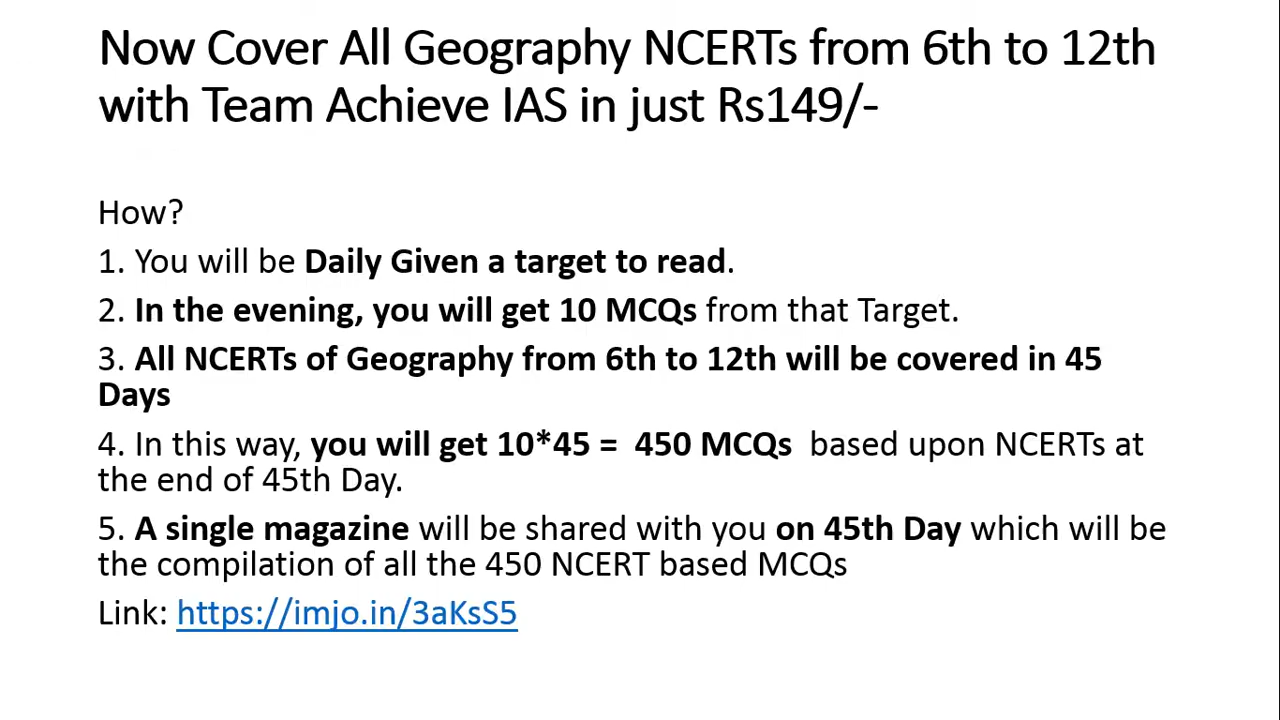 Now Cover All Geography NCERTs from 6th to 12th
with Team Achieve IAS in just Rs149/-
How?
1. You will be Daily Given a target to read.
2. In the evening, you will get 10 MCQs from that Target.
3. All NCERTs of Geography from 6th to 12th will be covered in 45
Days
4. In this way, you will get 10*45 =  450 MCQs  based upon NCERTs at
the end of 45th Day.
5. A single magazine will be shared with you on 45th Day which will be
the compilation of all the 450 NCERT based MCQs
Link: https://imjo.in/3aKsS5